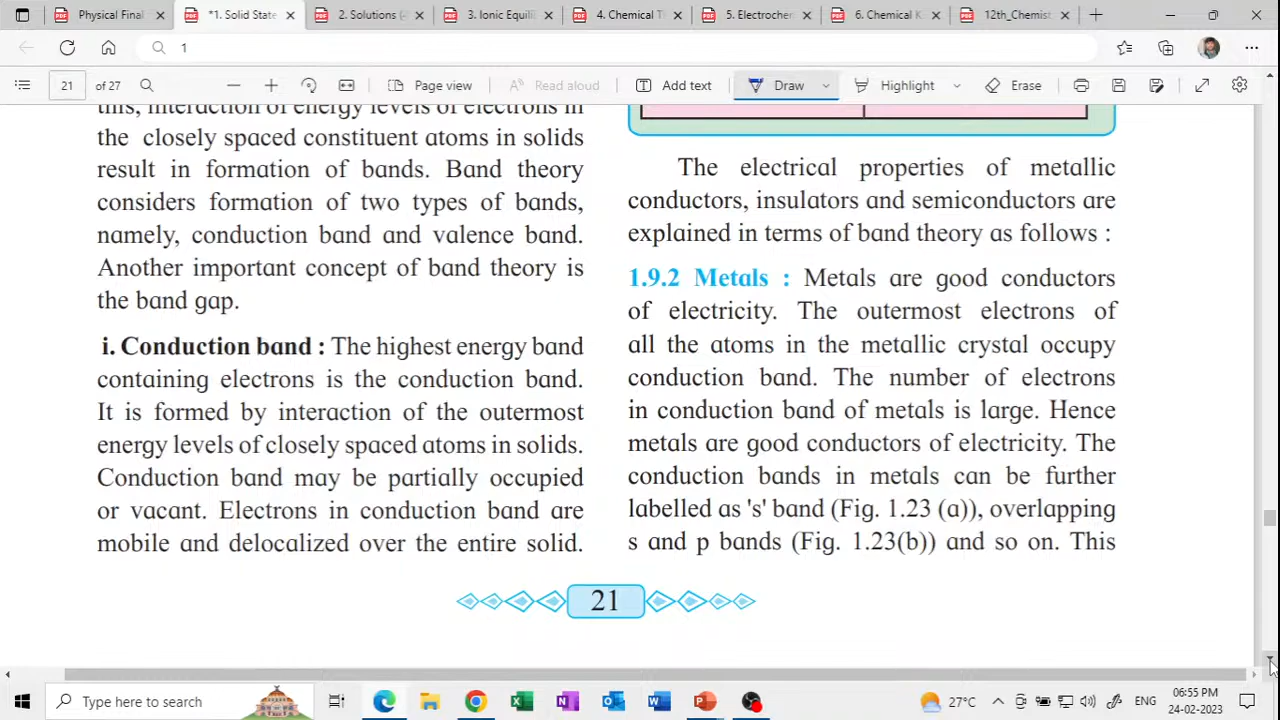 Physical Final
*1. Solid State
2. Solutions (
3. Ionic Equili
4. Chemical T
5. Electrochem
6. Chemical K
12th_Chemist
1
21 of 27
Page view
Read aloud
Add text
Draw
Highlight
Erase
this, interaction of energy levels of electrons in
the closely spaced constituent atoms in solids
result in formation of bands. Band theory
considers formation of two types of bands,
namely, conduction band and valence band.
Another important concept of band theory is
the band gap.
i. Conduction band : The highest energy band
containing electrons is the conduction band.
It is formed by interaction of the outermost
energy levels of closely spaced atoms in solids.
Conduction band may be partially occupied
or vacant. Electrons in conduction band are
mobile and delocalized over the entire solid.
The electrical properties of metallic
conductors, insulators and semiconductors are
explained in terms of band theory as follows :
1.9.2 Metals : Metals are good conductors
of electricity. The outermost electrons of
all the atoms in the metallic crystal occupy
conduction band. The number of electrons
in conduction band of metals is large. Hence
metals are good conductors of electricity. The
conduction bands in metals can be further
labelled as 's' band (Fig. 1.23 (a)), overlapping
s and p bands (Fig. 1.23(b)) and so on. This
21
Type here to search
27°C
ENG
06:55 PM
24-02-2023